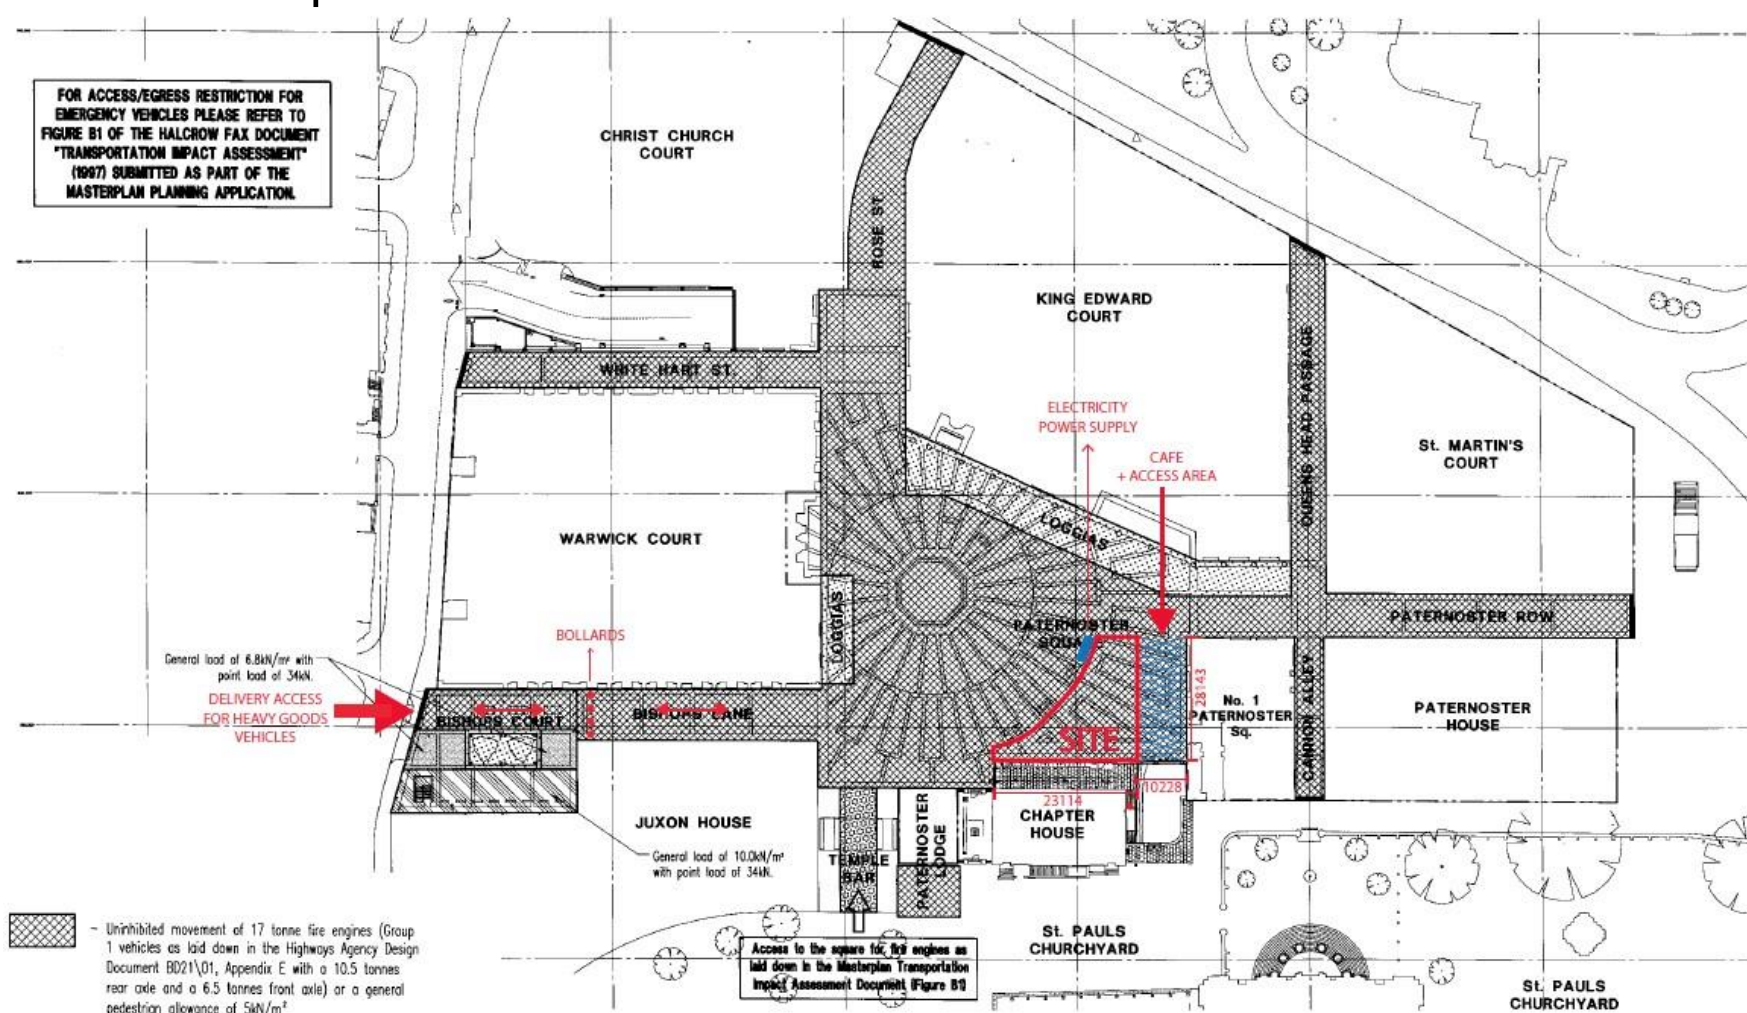 FOR ACCESS/EGRESS RESTRICTION FOR
EMERGENCY VEHICLES PLEASE REFER TO
FIGURE B1 OF THE HALCROW FAX DOCUMENT
"TRANSPORTATION IMPACT ASSESSMENT"
(1997) SUBMITTED AS PART OF THE
MASTERPLAN PLANNING APPLICATION.
CHRIST CHURCH
COURT
ROSE ST.
KING EDWARD
COURT
WHITE HART ST.
QUEENS HEAD PASSAGE
ELECTRICITY
POWER SUPPLY
CAFE
+ ACCESS AREA
St. MARTIN'S
COURT
WARWICK COURT
LOGGIAS
LOGGIAS
PATERNOSTER
SQUA
PATERNOSTER ROW
BOLLARDS
General load of 6.8kN/m² with
point load of 34kN.
DELIVERY ACCESS
FOR HEAVY GOODS
VEHICLES
BISHOPS COURT
BISHOPS LANE
SITE
28143
No. 1
PATERNOSTER
Sq.
CANNON ALLEY
PATERNOSTER
HOUSE
23114
10228
CHAPTER
HOUSE
JUXON HOUSE
PATERNOSTER
LODGE
TEMPLE
BAR
General load of 10.0kN/m²
with point load of 34kN.
- Uninhibited movement of 17 tonne fire engines (Group
1 vehicles as laid down in the Highways Agency Design
Document BD21\01, Appendix E with a 10.5 tonnes
rear axle and a 6.5 tonnes front axle) or a general
pedestrian allowance of 5kN/m²
Access to the square for fire engines as
laid down in the Masterplan Transportation
Impact Assessment Document (Figure B1)
St. PAULS
CHURCHYARD
St. PAULS
CHURCHYARD